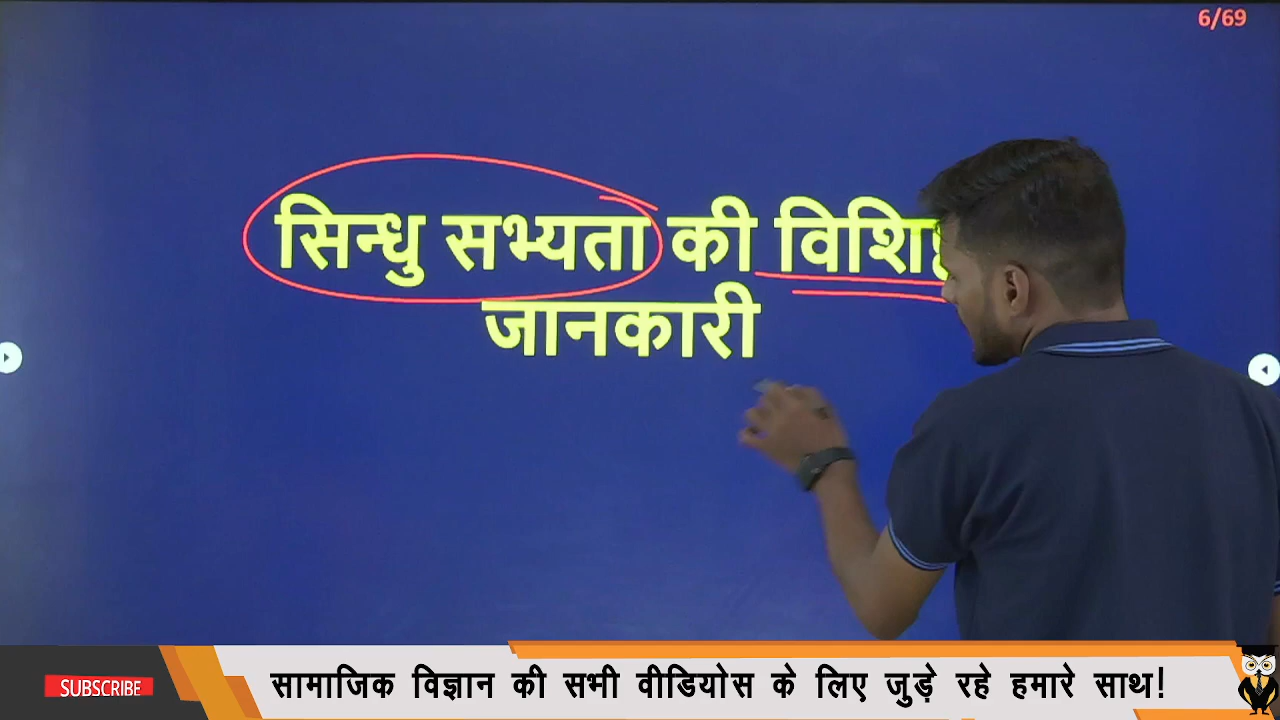 6/69
सिन्धु सभ्यता की
जानकारी
SUBSCRIBE
सामाजिक विज्ञान की सभी वीडियोस के लिए जुड़े रहे हमारे साथ!